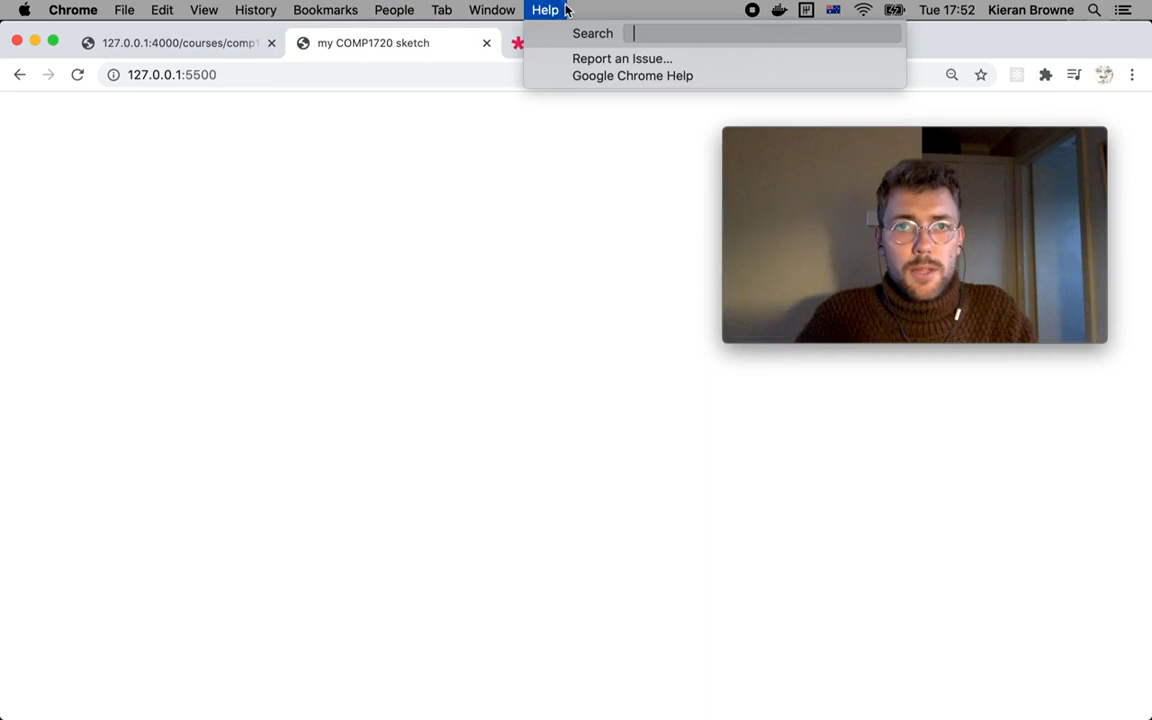 Chrome File Edit View History Bookmarks People Tab Window Help Tue 17:52 Kieran Browne
127.0.0.1:4000/courses/comp1 my COMP1720 sketch
Search
Report an Issue...
Google Chrome Help
127.0.0.1:5500